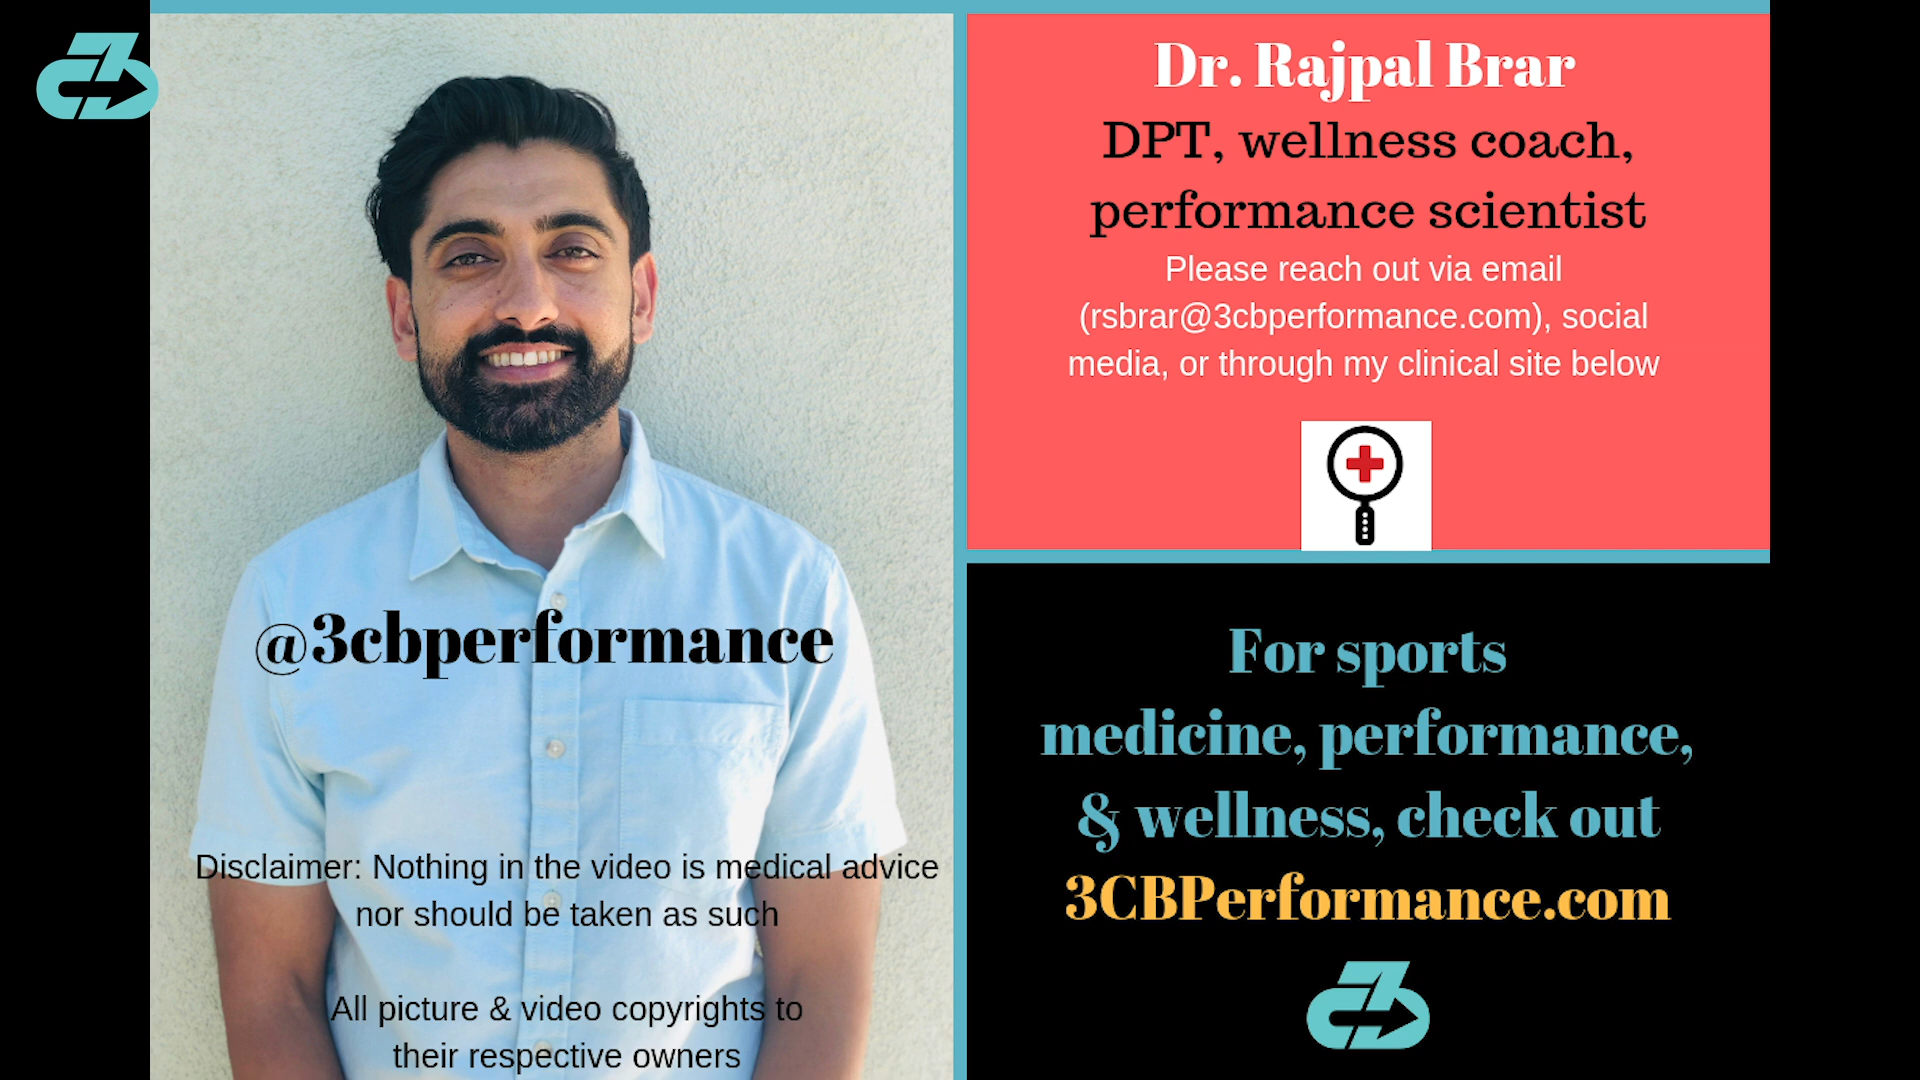 @3cbperformance
Disclaimer: Nothing in the video is medical advice
nor should be taken as such
All picture & video copyrights to
their respective owners
Dr. Rajpal Brar
DPT, wellness coach,
performance scientist
Please reach out via email
(rsbrar@3cbperformance.com), social
media, or through my clinical site below
For sports
medicine, performance,
& wellness, check out
3CBPerformance.com